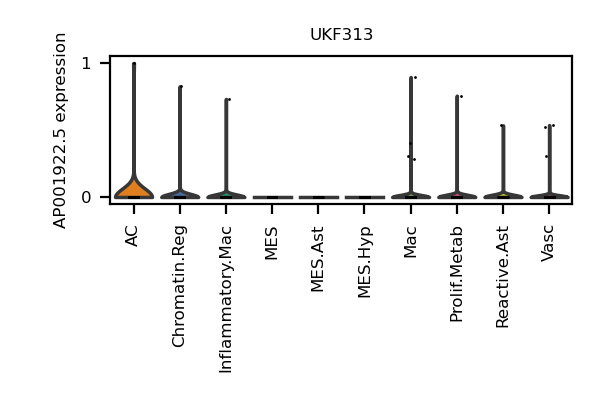 UKF313
AP001922.5 expression
1
0
AC
Chromatin.Reg
Inflammatory.Mac
MES
MES.Ast
MES.Hyp
Mac
Prolif.Metab
Reactive.Ast
Vasc